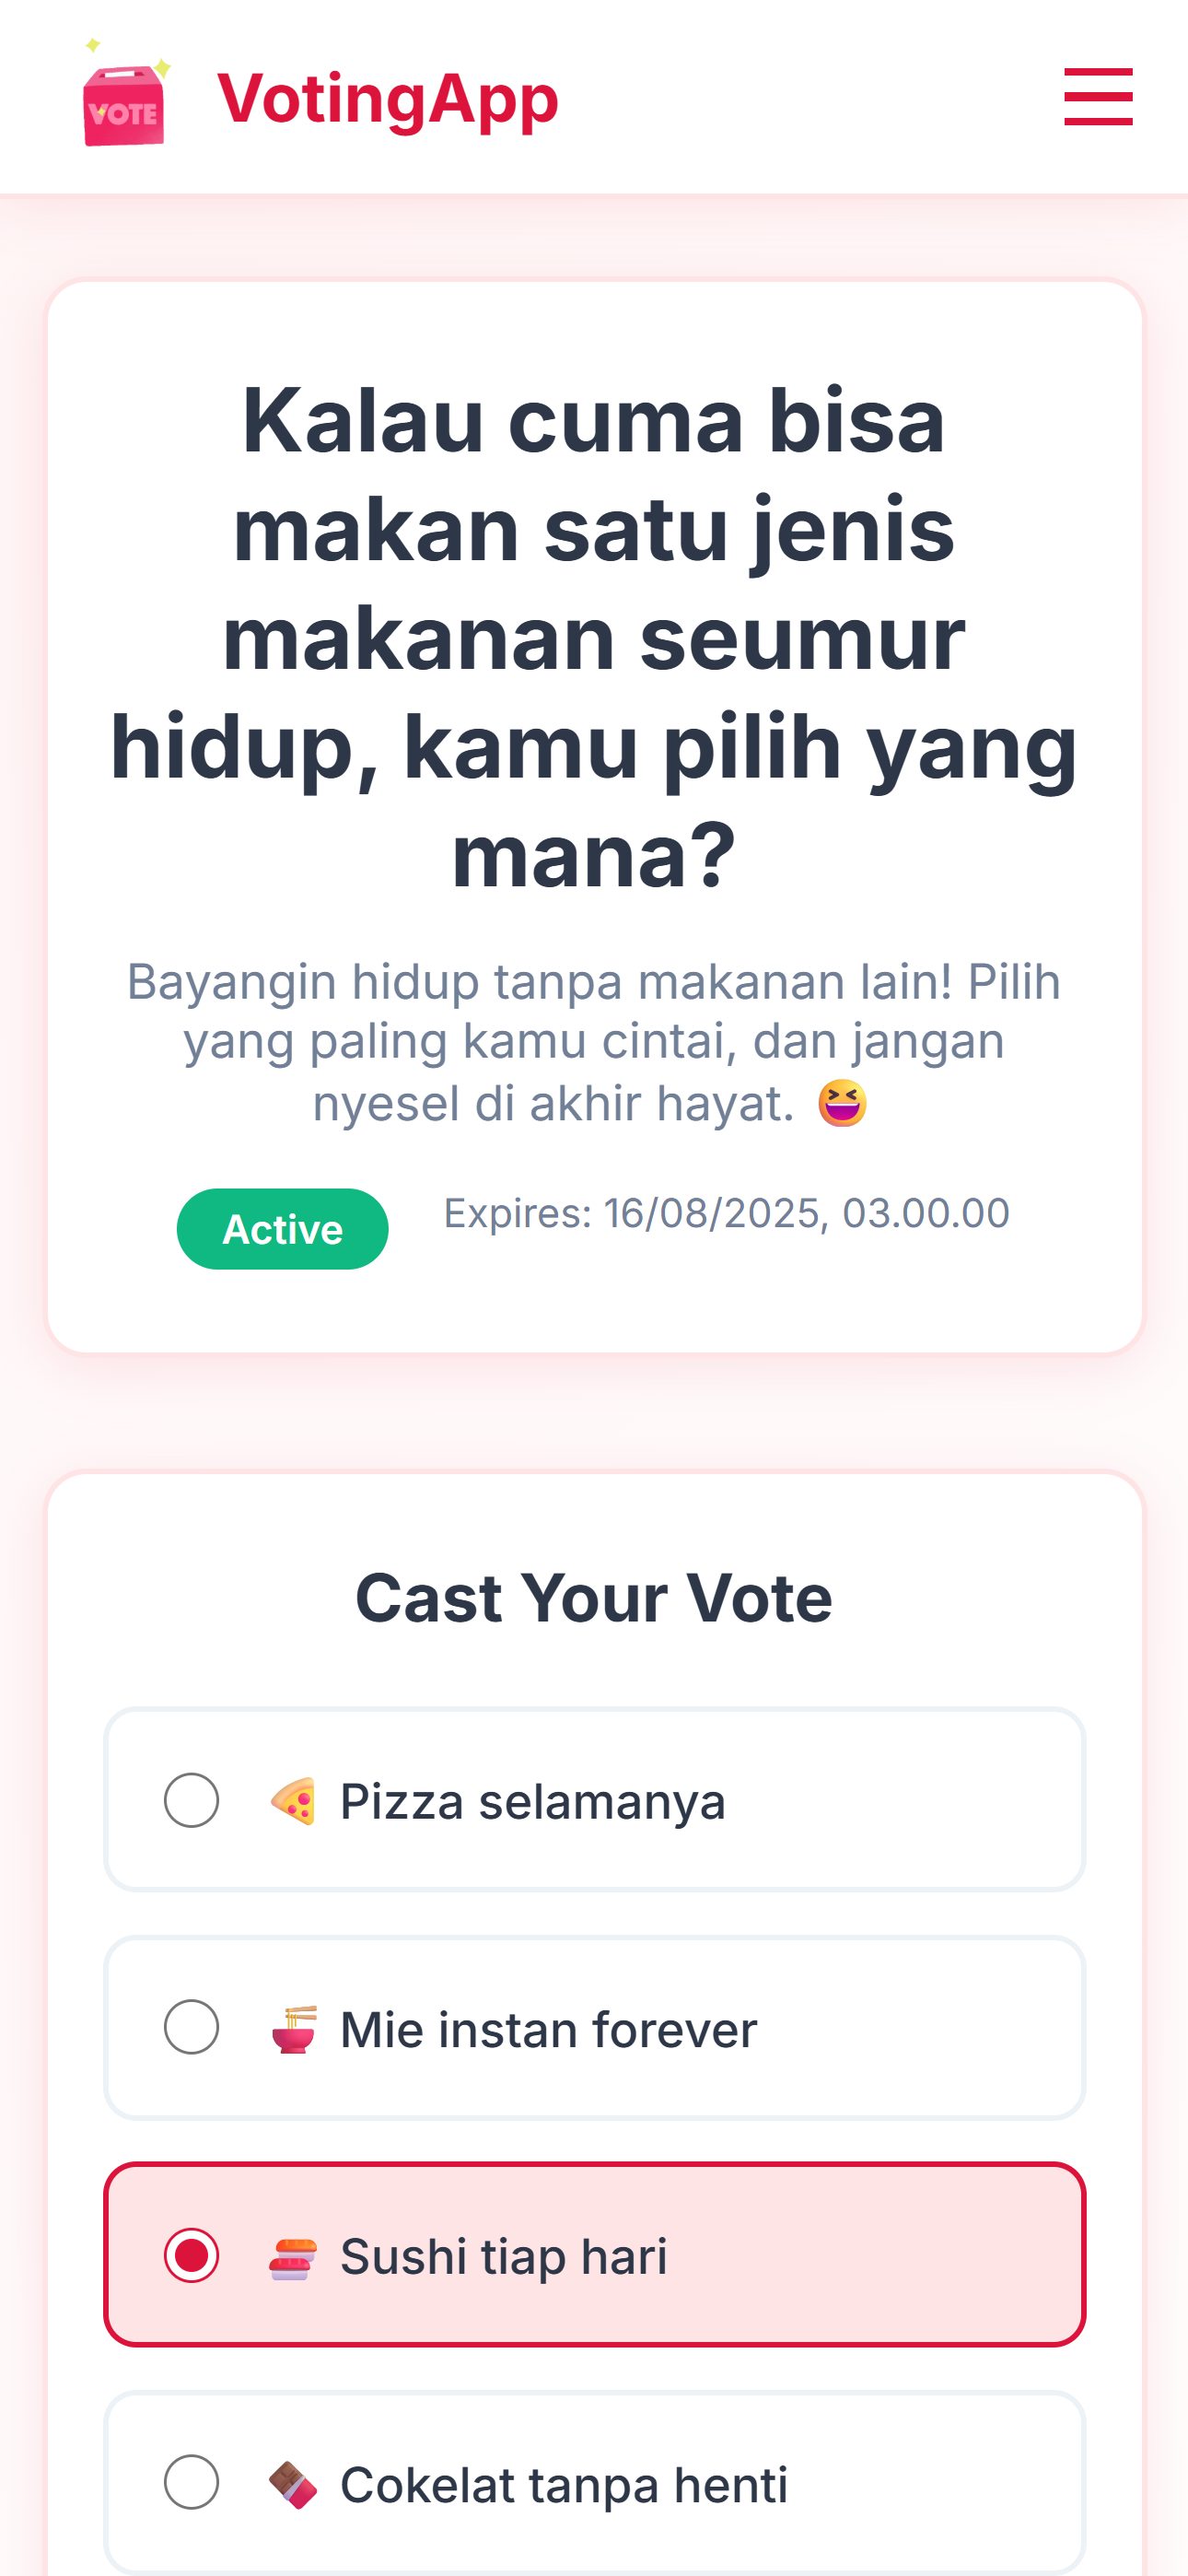 VOTE
VotingApp
Kalau cuma bisa
makan satu jenis
makanan seumur
hidup, kamu pilih yang
mana?
Bayangin hidup tanpa makanan lain! Pilih
yang paling kamu cintai, dan jangan
nyesel di akhir hayat. 😆
Active
Expires: 16/08/2025, 03.00.00
Cast Your Vote
🍕 Pizza selamanya
🍜 Mie instan forever
🍣 Sushi tiap hari
🍫 Cokelat tanpa henti